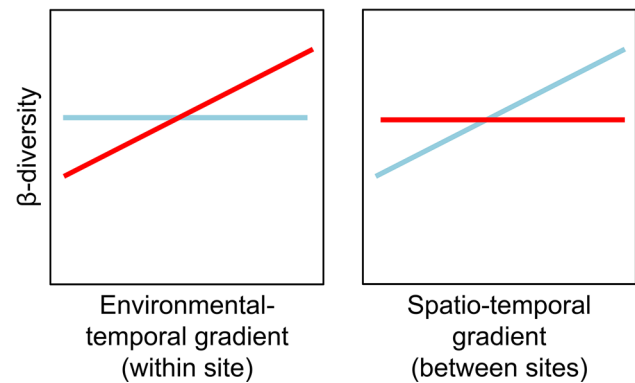 β-diversity
Environmental-
temporal gradient
(within site)
Spatio-temporal
gradient
(between sites)